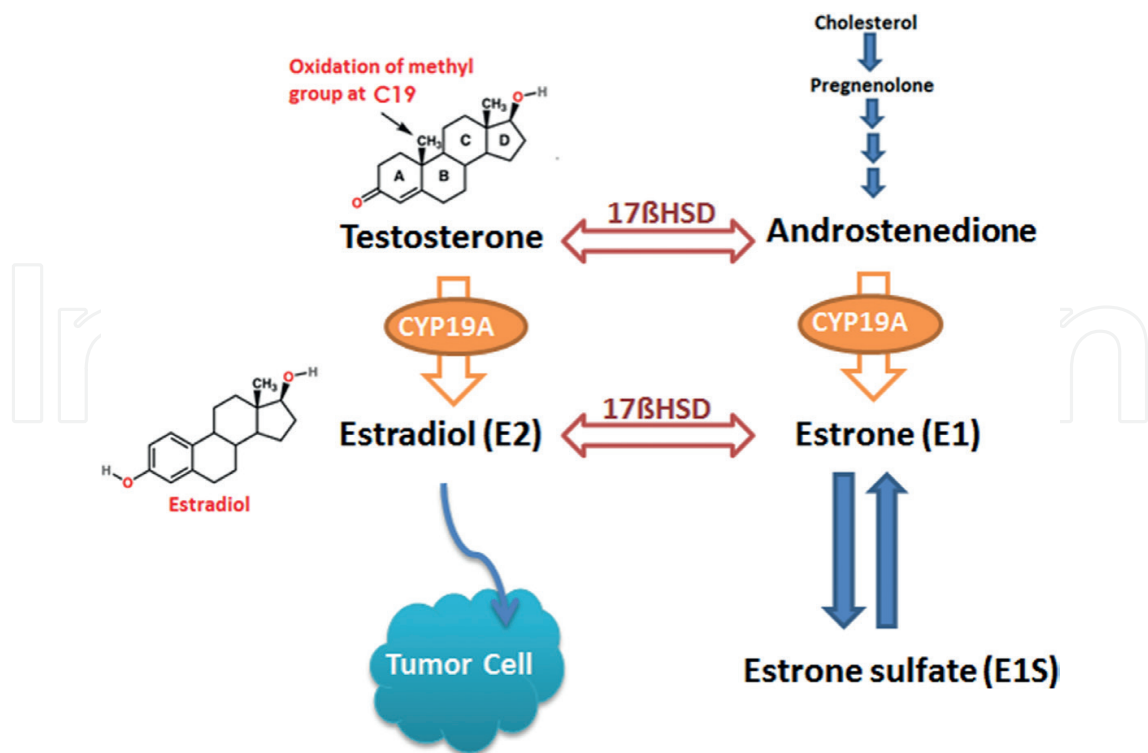 Cholesterol
Pregnenolone
Oxidation of methyl
group at C19
CH₃
O
H
CH₃
A
B
C
D
O
Testosterone
17ßHSD
Androstenedione
CYP19A
CYP19A
CH₃
O
H
H
O
Estradiol
Estradiol (E2)
17ßHSD
Estrone (E1)
Tumor Cell
Estrone sulfate (E1S)